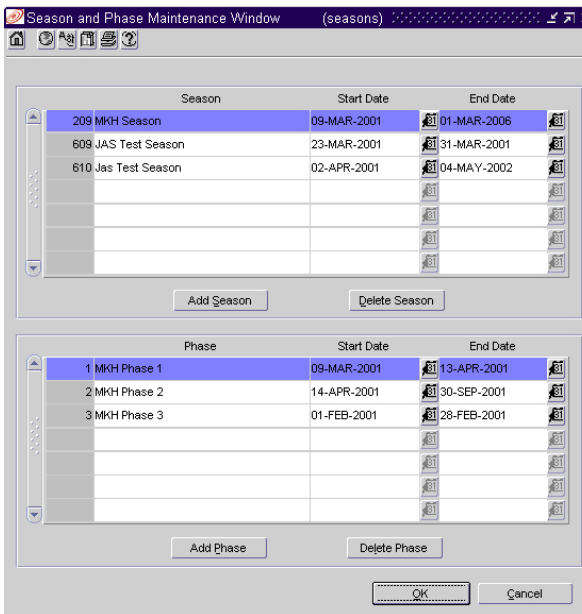 Season and Phase Maintenance Window (seasons)
Season Start Date End Date
209 MKH Season 09-MAR-2001 01-MAR-2006
609 JAS Test Season 23-MAR-2001 31-MAR-2001
610 Jas Test Season 02-APR-2001 04-MAY-2002
Add Season Delete Season
Phase Start Date End Date
1 MKH Phase 1 09-MAR-2001 13-APR-2001
2 MKH Phase 2 14-APR-2001 30-SEP-2001
3 MKH Phase 3 01-FEB-2001 28-FEB-2001
Add Phase Delete Phase
OK Cancel